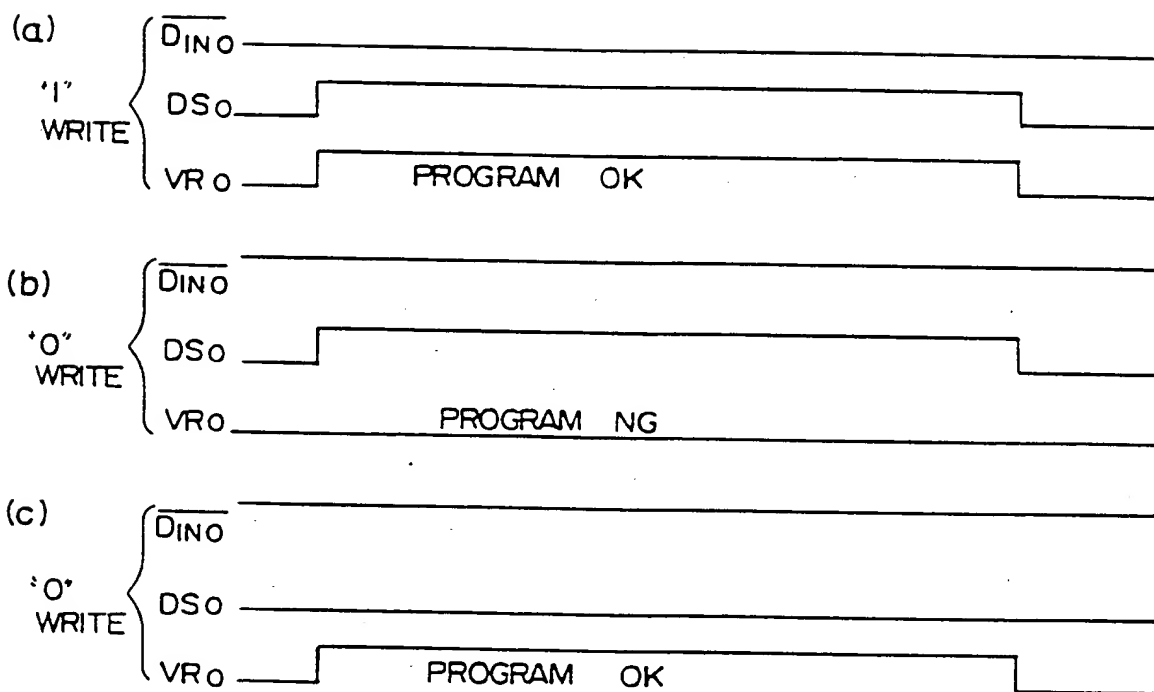 (a)
"1"
WRITE
DINO
DSO
VRO
PROGRAM OK
(b)
"0"
WRITE
DINO
DSO
VRO
PROGRAM NG
(c)
"0"
WRITE
DINO
DSO
VRO
PROGRAM OK